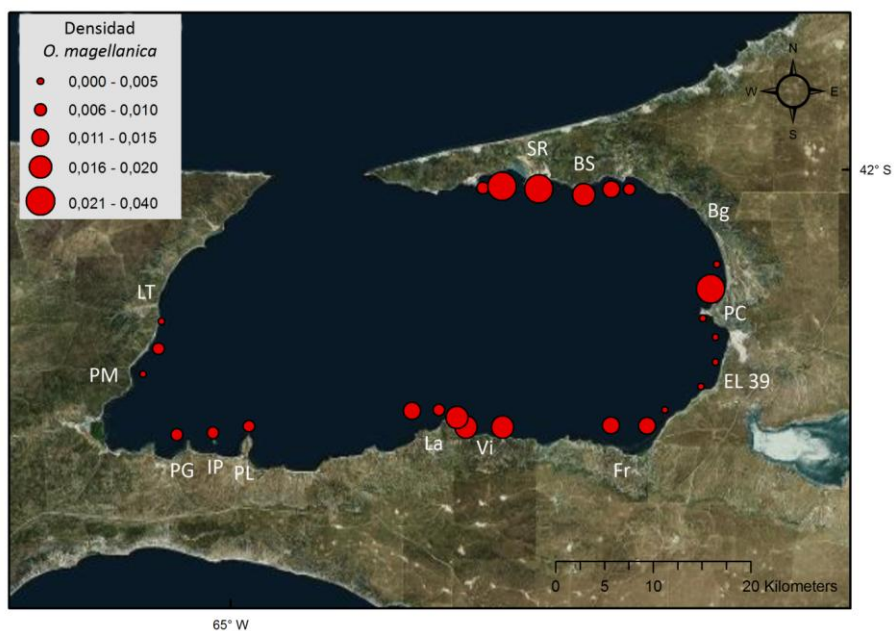 Densidad
O. magellanica
0,000 - 0,005
0,006 - 0,010
0,011 - 0,015
0,016 - 0,020
0,021 - 0,040
N
W E
S
SR
BS
42° S
Bg
LT
PC
PM
EL 39
La
Vi
PG
IP
PL
Fr
0 5 10 20 Kilometers
65° W